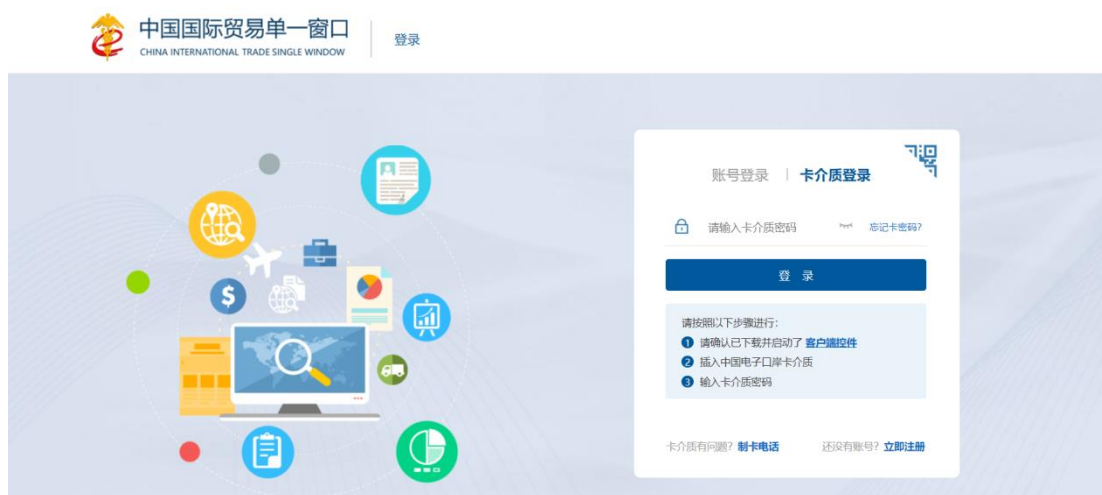 中国国际贸易单一窗口
CHINA INTERNATIONAL TRADE SINGLE WINDOW
登录
账号登录 | 卡介质登录
请输入卡介质密码 忘记卡密码?
登 录
请按照以下步骤进行:
1 请确认已下载并启动了 客户端控件
2 插入中国电子口岸卡介质
3 输入卡介质密码
卡介质有问题? 制卡电话 还没有账号? 立即注册